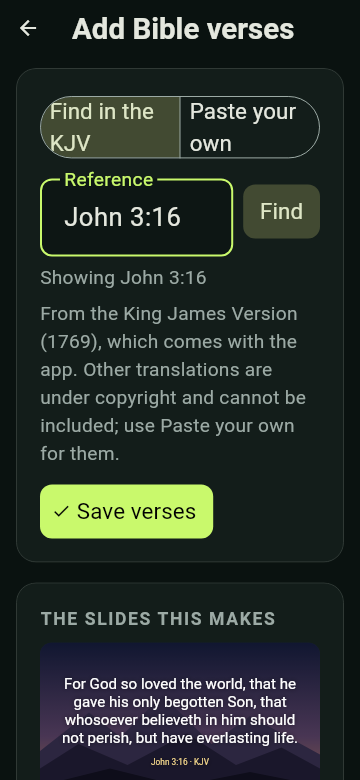 Add Bible verses
Find in the
KJV
Paste your
own
Reference
John 3:16
Find
Showing John 3:16
From the King James Version
(1769), which comes with the
app. Other translations are
under copyright and cannot be
included; use Paste your own
for them.
Save verses
THE SLIDES THIS MAKES
For God so loved the world, that he
gave his only begotten Son, that
whosoever believeth in him should
not perish, but have everlasting life.
John 3:16 · KJV